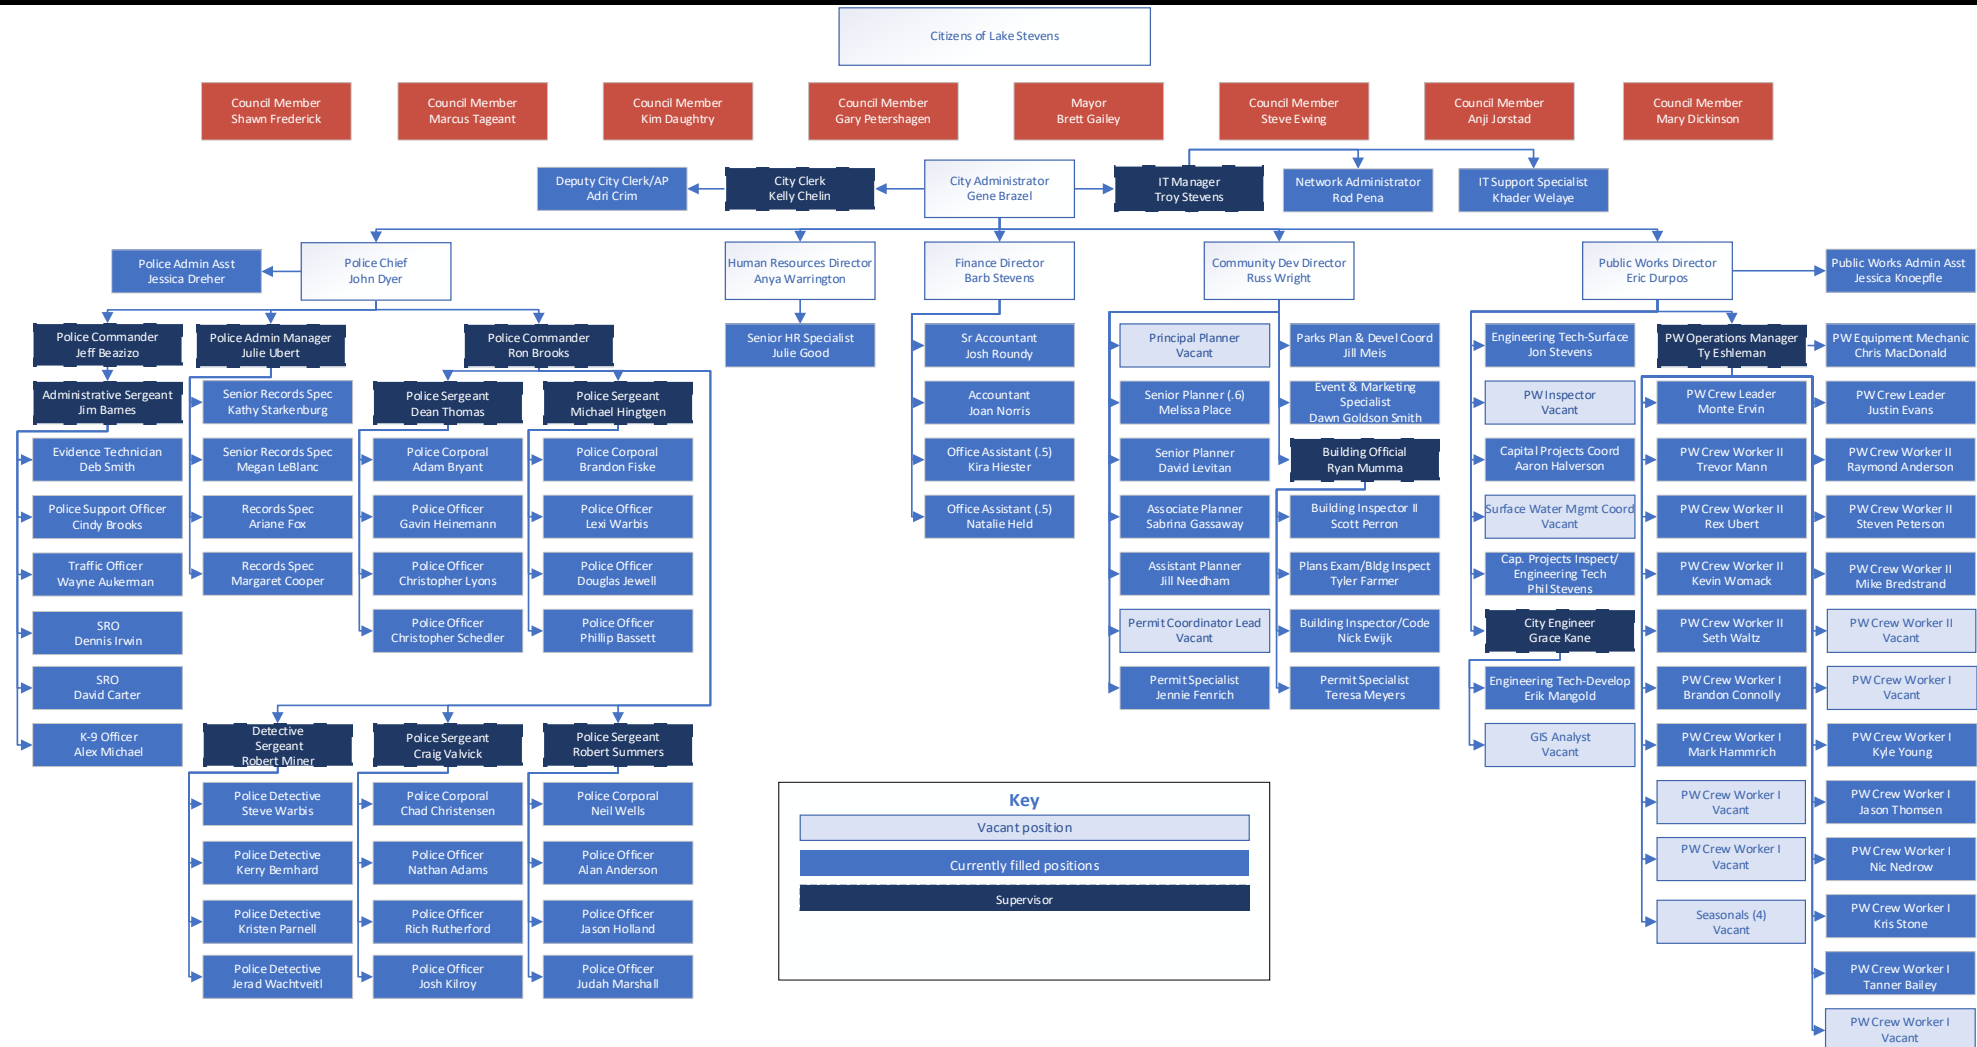 Citizens of Lake Stevens
Council Member
Shawn Frederick
Council Member
Marcus Tageant
Council Member
Kim Daughtry
Council Member
Gary Petershagen
Mayor
Brett Gailey
Council Member
Steve Ewing
Council Member
Anji Jorstad
Council Member
Mary Dickinson
Deputy City Clerk/AP
Adri Crim
City Clerk
Kelly Chelin
City Administrator
Gene Brazel
IT Manager
Troy Stevens
Network Administrator
Rod Pena
IT Support Specialist
Khader Welaye
Police Admin Asst
Jessica Dreher
Police Chief
John Dyer
Human Resources Director
Anya Warrington
Finance Director
Barb Stevens
Community Dev Director
Russ Wright
Public Works Director
Eric Durpos
Public Works Admin Asst
Jessica Knoepfle
Police Commander
Jeff Beazizo
Administrative Sergeant
Jim Barnes
Evidence Technician
Deb Smith
Police Support Officer
Cindy Brooks
Traffic Officer
Wayne Aukerman
SRO
Dennis Irwin
SRO
David Carter
K-9 Officer
Alex Michael
Police Admin Manager
Julie Ubert
Senior Records Spec
Kathy Starkenburg
Senior Records Spec
Megan LeBlanc
Records Spec
Ariane Fox
Records Spec
Margaret Cooper
Police Commander
Ron Brooks
Police Sergeant
Dean Thomas
Police Corporal
Adam Bryant
Police Officer
Gavin Heinemann
Police Officer
Christopher Lyons
Police Officer
Christopher Schedler
Police Sergeant
Michael Hingtgen
Police Corporal
Brandon Fiske
Police Officer
Lexi Warbis
Police Officer
Douglas Jewell
Police Officer
Phillip Bassett
Detective
Sergeant
Robert Miner
Police Detective
Steve Warbis
Police Detective
Kerry Bernhard
Police Detective
Kristen Parnell
Police Detective
Jerad Wachtveitl
Police Sergeant
Craig Valvick
Police Corporal
Chad Christensen
Police Officer
Nathan Adams
Police Officer
Rich Rutherford
Police Officer
Josh Kilroy
Police Sergeant
Robert Summers
Police Corporal
Neil Wells
Police Officer
Alan Anderson
Police Officer
Jason Holland
Police Officer
Judah Marshall
Senior HR Specialist
Julie Good
Sr Accountant
Josh Roundy
Accountant
Joan Norris
Office Assistant (.5)
Kira Hiester
Office Assistant (.5)
Natalie Held
Principal Planner
Vacant
Senior Planner (.6)
Melissa Place
Senior Planner
David Levitan
Associate Planner
Sabrina Gassaway
Assistant Planner
Jill Needham
Permit Coordinator Lead
Vacant
Permit Specialist
Jennie Fenrich
Parks Plan & Devel Coord
Jill Meis
Event & Marketing
Specialist
Dawn Goldson Smith
Building Official
Ryan Mumma
Building Inspector II
Scott Perron
Plans Exam/Bldg Inspect
Tyler Farmer
Building Inspector/Code
Nick Ewijk
Permit Specialist
Teresa Meyers
Engineering Tech-Surface
Jon Stevens
PW Inspector
Vacant
Capital Projects Coord
Aaron Halverson
Surface Water Mgmt Coord
Vacant
Cap. Projects Inspect/
Engineering Tech
Phil Stevens
City Engineer
Grace Kane
Engineering Tech-Develop
Erik Mangold
GIS Analyst
Vacant
PW Operations Manager
Ty Eshleman
PW Crew Leader
Monte Ervin
PW Crew Worker II
Trevor Mann
PW Crew Worker II
Rex Ubert
PW Crew Worker II
Kevin Womack
PW Crew Worker II
Seth Waltz
PW Crew Worker I
Brandon Connolly
PW Crew Worker I
Mark Hammrich
PW Crew Worker I
Vacant
PW Crew Worker I
Vacant
Seasonals (4)
Vacant
PW Equipment Mechanic
Chris MacDonald
PW Crew Leader
Justin Evans
PW Crew Worker II
Raymond Anderson
PW Crew Worker II
Steven Peterson
PW Crew Worker II
Mike Bredstrand
PW Crew Worker II
Vacant
PW Crew Worker I
Vacant
PW Crew Worker I
Kyle Young
PW Crew Worker I
Jason Thomsen
PW Crew Worker I
Nic Nedrow
PW Crew Worker I
Kris Stone
PW Crew Worker I
Tanner Bailey
PW Crew Worker I
Vacant
Key
Vacant position
Currently filled positions
Supervisor